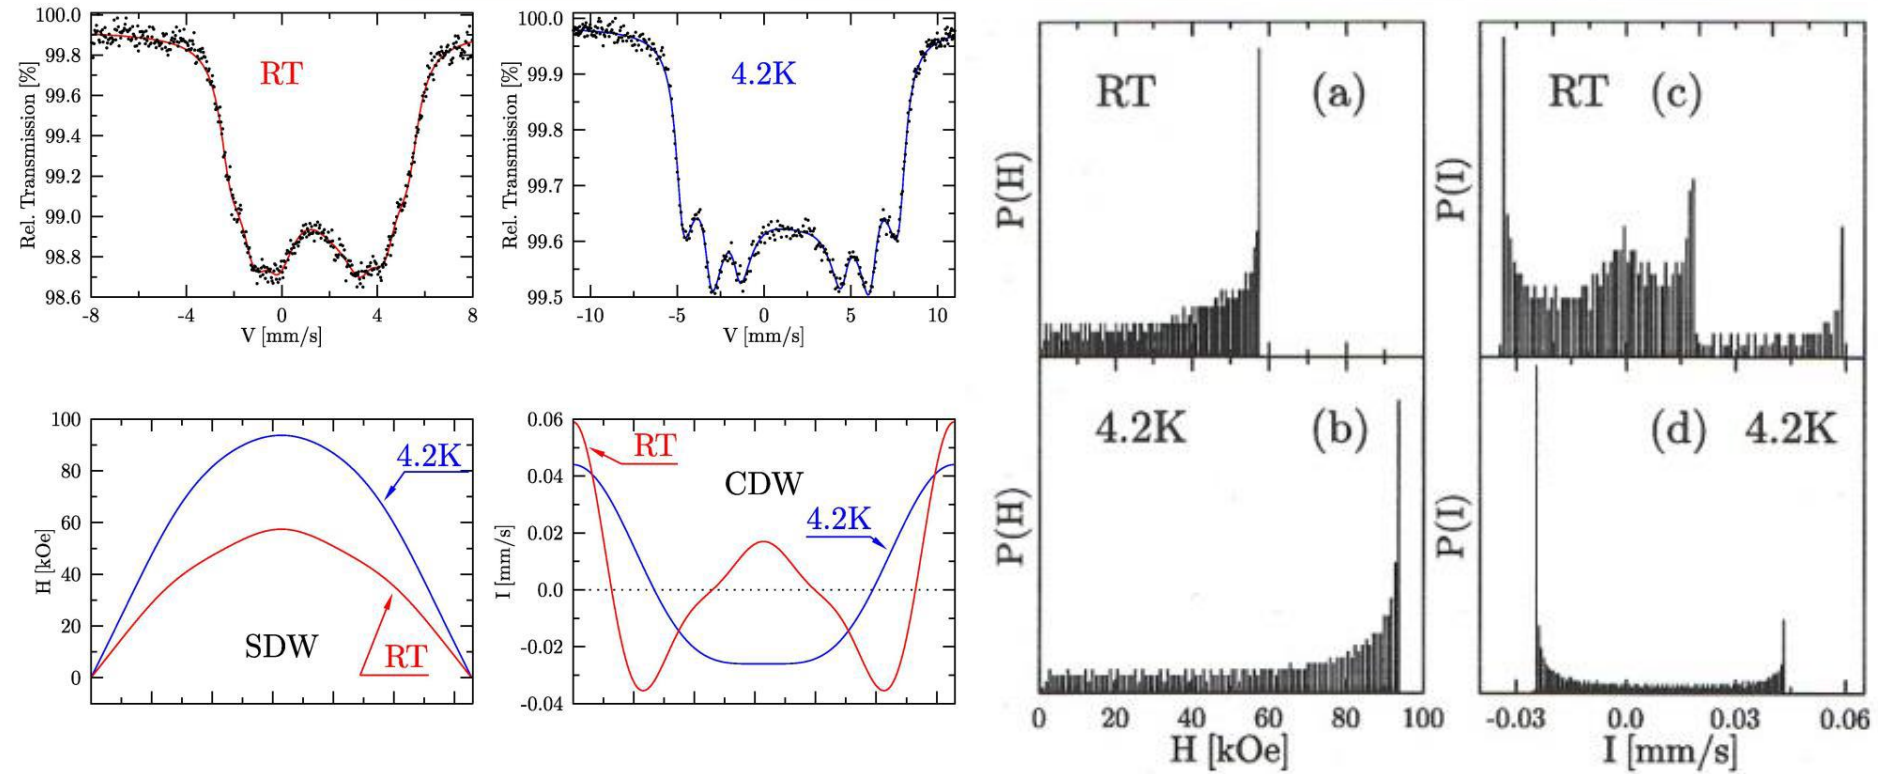 100.0
99.8
99.6
99.4
99.2
99.0
98.8
98.6
Rel. Transmission [%]
RT
-8 -4 0 4 8
V [mm/s]
100.0
99.9
99.8
99.7
99.6
99.5
Rel. Transmission [%]
4.2K
-10 -5 0 5 10
V [mm/s]
100
80
60
40
20
0
H [kOe]
4.2K
SDW
RT
0.06
0.04
0.02
0.0
-0.02
-0.04
I [mm/s]
RT
CDW
4.2K
P(H)
RT (a)
P(I)
RT (c)
P(H)
4.2K (b)
0 20 40 60 80 100
H [kOe]
P(I)
(d) 4.2K
-0.03 0.0 0.03 0.06
I [mm/s]